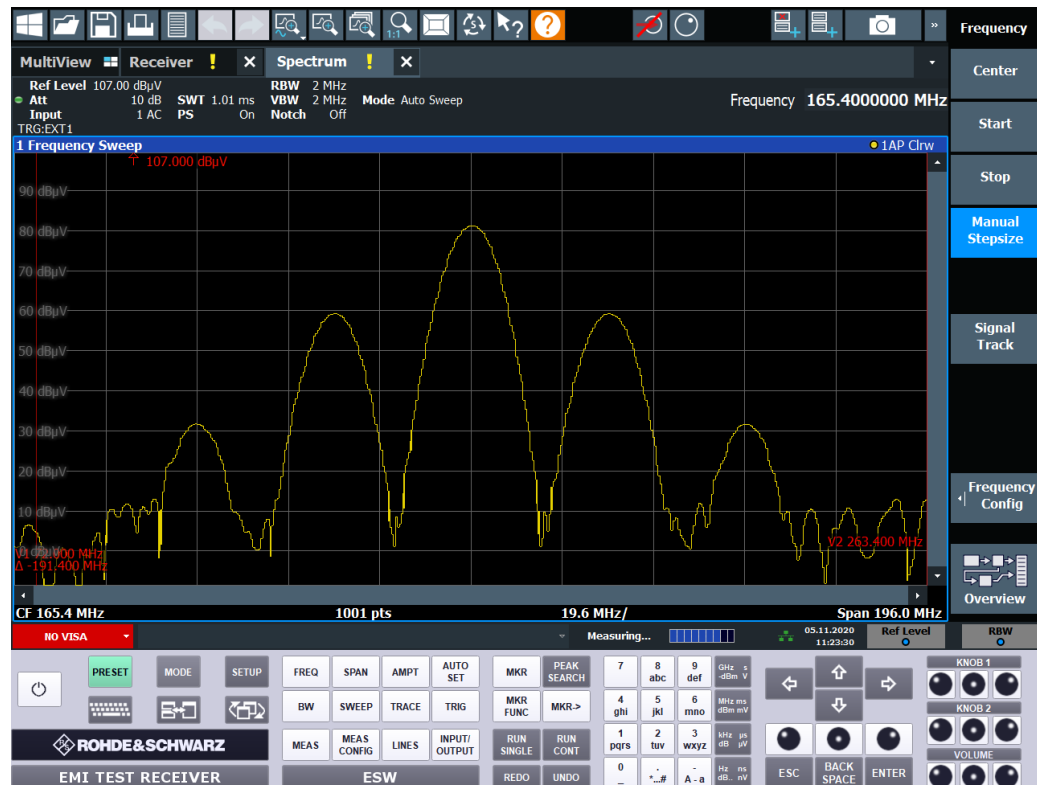 1:1
?
?
»
Frequency
MultiView Receiver ! X Spectrum ! X
Center
Ref Level 107.00 dBµV RBW 2 MHz
Att 10 dB SWT 1.01 ms VBW 2 MHz Mode Auto Sweep Frequency 165.4000000 MHz
Input 1 AC PS On Notch Off
TRG:EXT1
Start
1 Frequency Sweep 1AP Clrw
107.000 dBµV
Stop
90 dBµV
Manual
Stepsize
80 dBµV
70 dBµV
60 dBµV
Signal
Track
50 dBµV
40 dBµV
30 dBµV
20 dBµV
Frequency
Config
10 dBµV
0 dBµV
V2 263.400 MHz
Δ -191.400 MHz
Overview
CF 165.4 MHz 1001 pts 19.6 MHz/ Span 196.0 MHz
NO VISA Measuring... 05.11.2020 11:23:30 Ref Level RBW
PRESET MODE SETUP FREQ SPAN AMPT AUTO SET MKR PEAK SEARCH 7 8 abc 9 def GHz s -dBm V KNOB 1
BW SWEEP TRACE TRIG MKR FUNC MKR-> 4 ghi 5 jkl 6 mno MHz ms dBm mV KNOB 2
ROHDE&SCHWARZ MEAS MEAS CONFIG LINES INPUT/ OUTPUT RUN SINGLE RUN CONT 1 pqrs 2 tuv 3 wxyz kHz µs dB µV VOLUME
EMI TEST RECEIVER ESW REDO UNDO 0 _ . *...# - A - a Hz ns dB.. nV ESC BACK SPACE ENTER